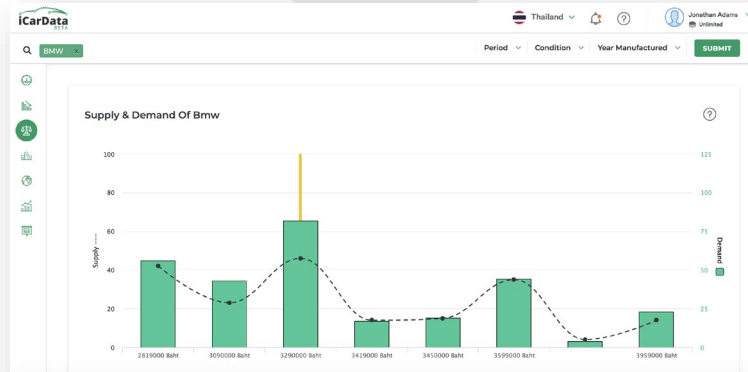 iCarData
BETA
Thailand
?
Jonathan Adams
Unlimited
BMW ×
Period
Condition
Year Manufactured
SUBMIT
Supply & Demand Of Bmw
?
100
80
60
40
20
0
Supply ----
125
100
75
50
25
0
Demand
2819000 Baht
3090000 Baht
3290000 Baht
3419000 Baht
3450000 Baht
3599000 Baht
3959000 Baht